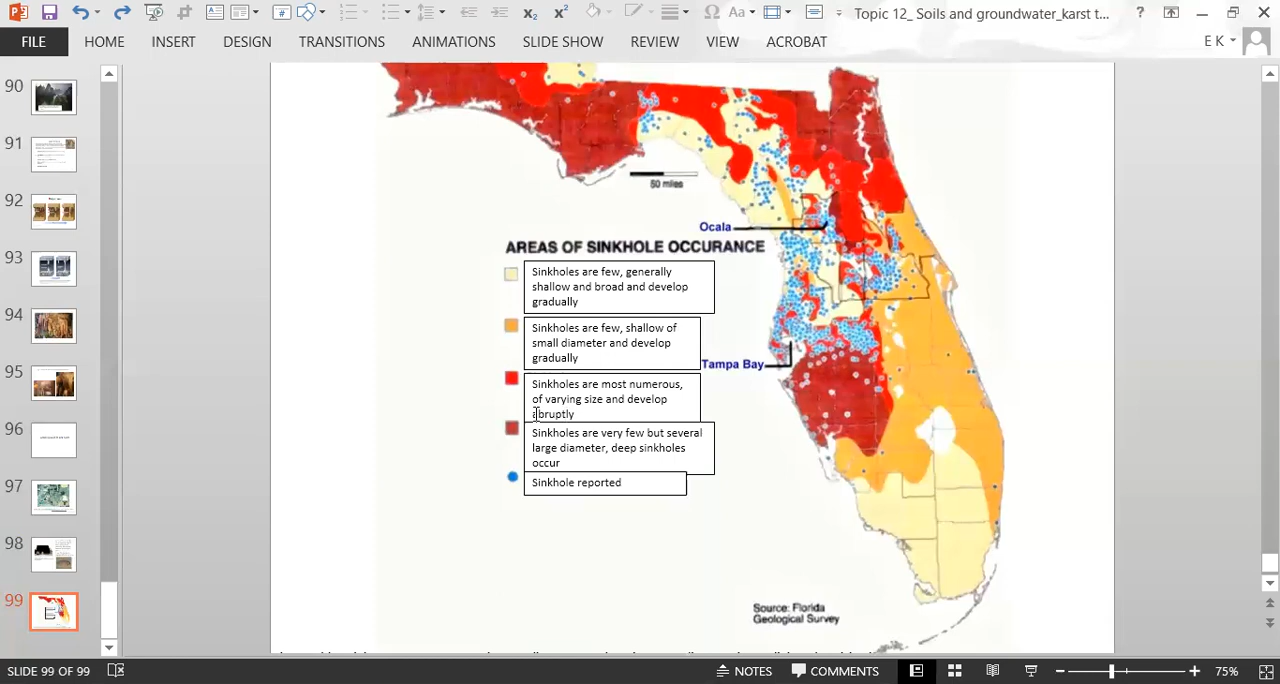 Topic 12_ Soils and groundwater_karst t...
FILE HOME INSERT DESIGN TRANSITIONS ANIMATIONS SLIDE SHOW REVIEW VIEW ACROBAT E K
90
91
92
93
94
95
96
97
98
99
50 miles
Ocala
AREAS OF SINKHOLE OCCURANCE
Sinkholes are few, generally
shallow and broad and develop
gradually
Sinkholes are few, shallow of
small diameter and develop
gradually
Tampa Bay
Sinkholes are most numerous,
of varying size and develop
abruptly
Sinkholes are very few but several
large diameter, deep sinkholes
occur
Sinkhole reported
Source: Florida
Geological Survey
SLIDE 99 OF 99 NOTES COMMENTS 75%